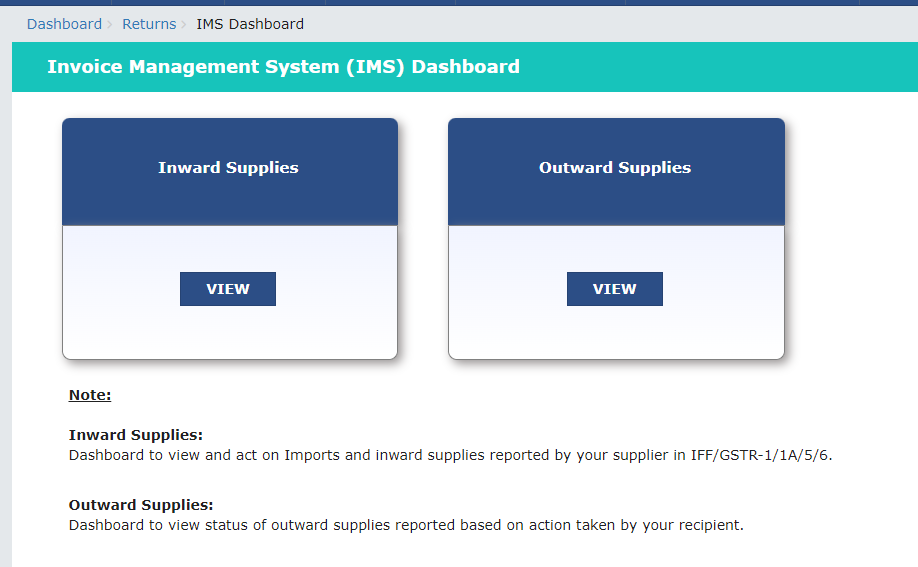 Dashboard › Returns › IMS Dashboard
Invoice Management System (IMS) Dashboard
Inward Supplies
Outward Supplies
VIEW
VIEW
Note:
Inward Supplies:
Dashboard to view and act on Imports and inward supplies reported by your supplier in IFF/GSTR-1/1A/5/6.
Outward Supplies:
Dashboard to view status of outward supplies reported based on action taken by your recipient.